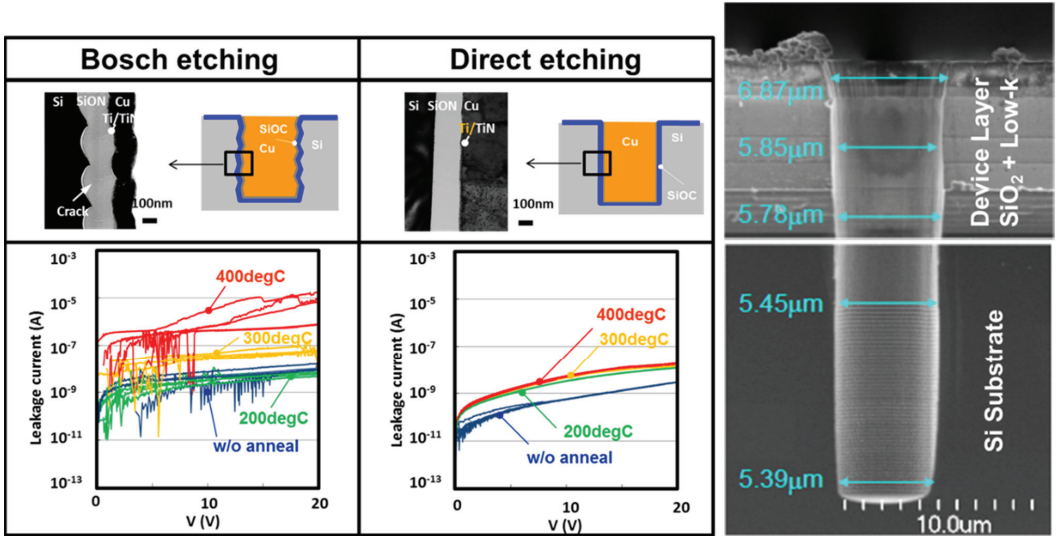 Bosch etching
Direct etching
Si SiON Cu
Ti/TiN
Crack
100nm
SiOC
Cu
Si
Si SiON Cu
Ti/TiN
100nm
Cu
Si
SiOC
Leakage current (A)
10-3
10-5
10-7
10-9
10-11
10-13
400degC
300degC
200degC
w/o anneal
0
10
20
V (V)
Leakage current (A)
10-3
10-5
10-7
10-9
10-11
10-13
400degC
300degC
200degC
w/o anneal
0
10
20
V (V)
6.87μm
5.85μm
5.78μm
5.45μm
5.39μm
Device Layer
SiO2 + Low-k
Si Substrate
10.0um